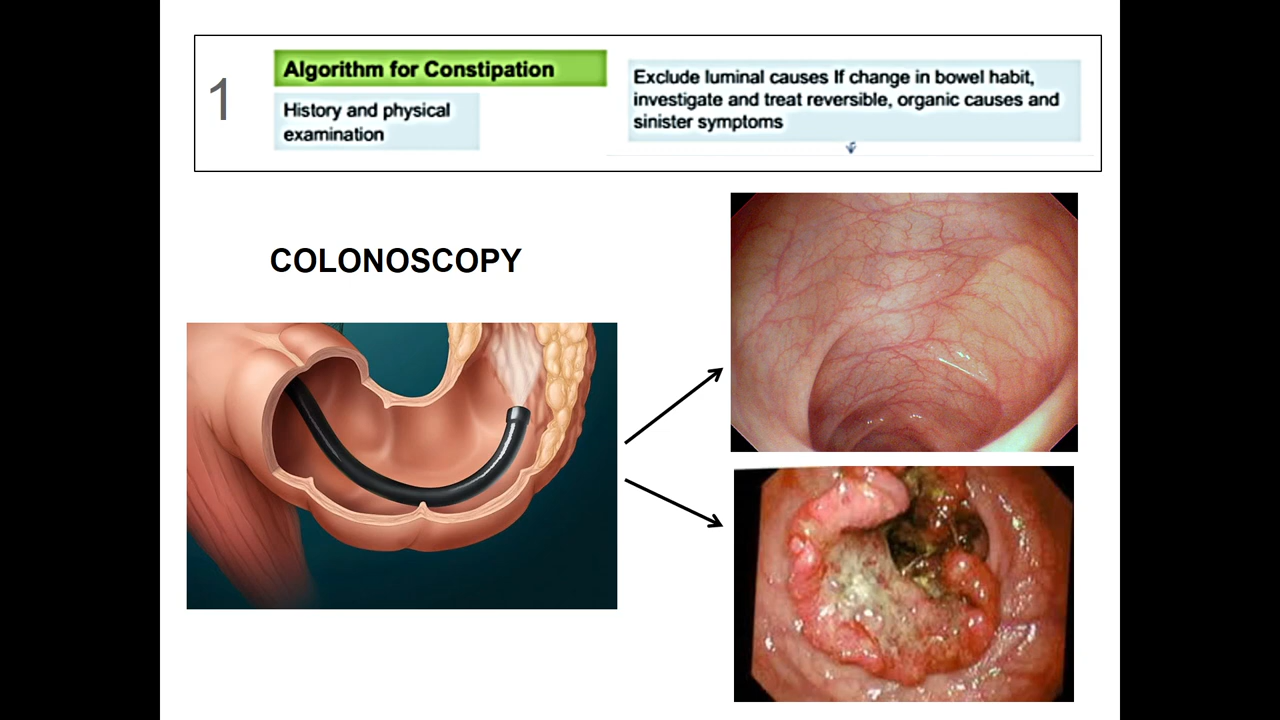 1
Algorithm for Constipation
History and physical
examination
Exclude luminal causes If change in bowel habit,
investigate and treat reversible, organic causes and
sinister symptoms
COLONOSCOPY